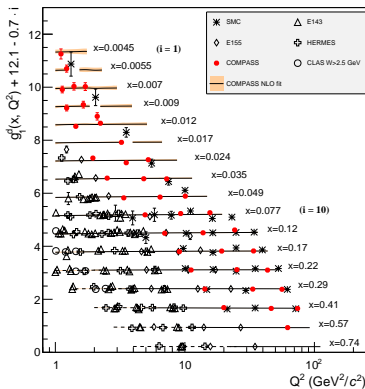 g₁ᵈ(x, Q²) + 12.1 - 0.7 · i
12
10
8
6
4
2
0
1
10
10²
Q² (GeV²/c²)
SMC
E143
E155
HERMES
COMPASS
CLAS W>2.5 GeV
COMPASS NLO fit
x=0.0045 (i = 1)
x=0.0055
x=0.007
x=0.009
x=0.012
x=0.017
x=0.024
x=0.035
x=0.049
x=0.077 (i = 10)
x=0.12
x=0.17
x=0.22
x=0.29
x=0.41
x=0.57
x=0.74